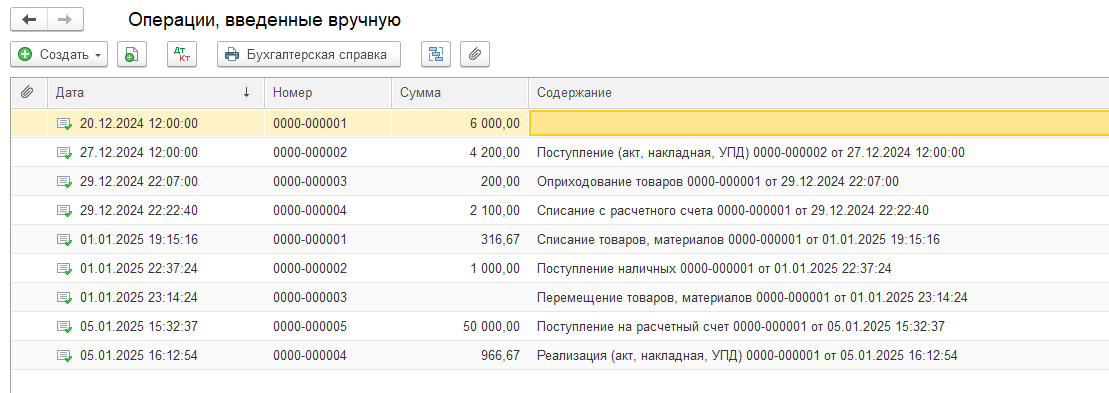 Операции, введенные вручную
Создать Дт Кт Бухгалтерская справка
Дата ↓ Номер Сумма Содержание
20.12.2024 12:00:00 0000-000001 6 000,00
27.12.2024 12:00:00 0000-000002 4 200,00 Поступление (акт, накладная, УПД) 0000-000002 от 27.12.2024 12:00:00
29.12.2024 22:07:00 0000-000003 200,00 Оприходование товаров 0000-000001 от 29.12.2024 22:07:00
29.12.2024 22:22:40 0000-000004 2 100,00 Списание с расчетного счета 0000-000001 от 29.12.2024 22:22:40
01.01.2025 19:15:16 0000-000001 316,67 Списание товаров, материалов 0000-000001 от 01.01.2025 19:15:16
01.01.2025 22:37:24 0000-000002 1 000,00 Поступление наличных 0000-000001 от 01.01.2025 22:37:24
01.01.2025 23:14:24 0000-000003 Перемещение товаров, материалов 0000-000001 от 01.01.2025 23:14:24
05.01.2025 15:32:37 0000-000005 50 000,00 Поступление на расчетный счет 0000-000001 от 05.01.2025 15:32:37
05.01.2025 16:12:54 0000-000004 966,67 Реализация (акт, накладная, УПД) 0000-000001 от 05.01.2025 16:12:54